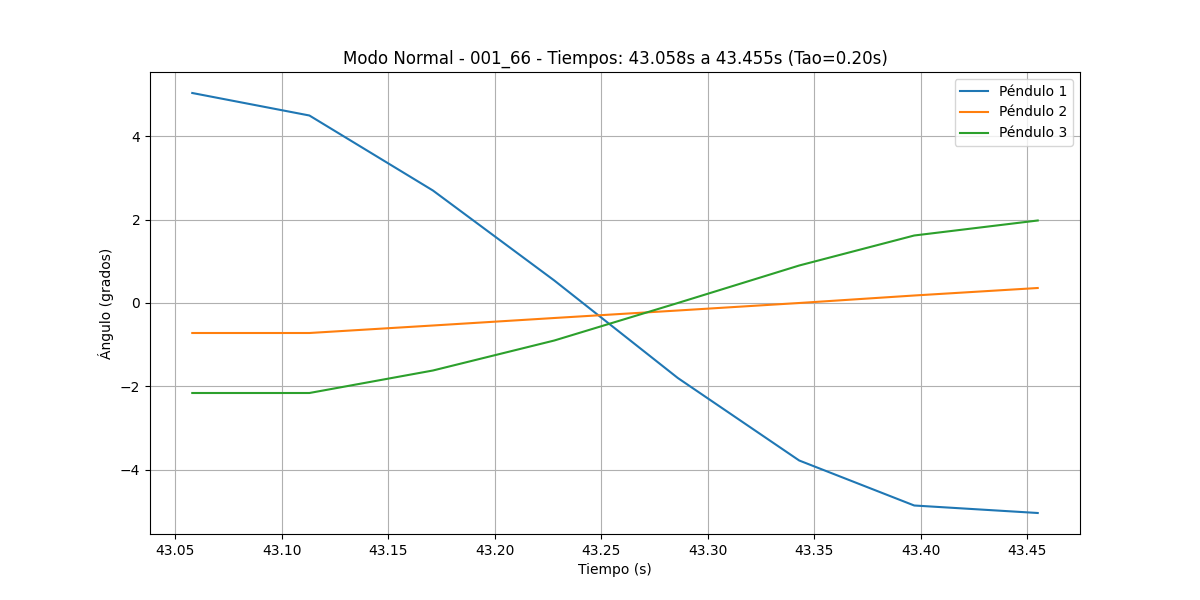 Modo Normal - 001_66 - Tiempos: 43.058s a 43.455s (Tao=0.20s)
Péndulo 1
Péndulo 2
Péndulo 3
Ángulo (grados)
4
2
0
−2
−4
43.05 43.10 43.15 43.20 43.25 43.30 43.35 43.40 43.45
Tiempo (s)